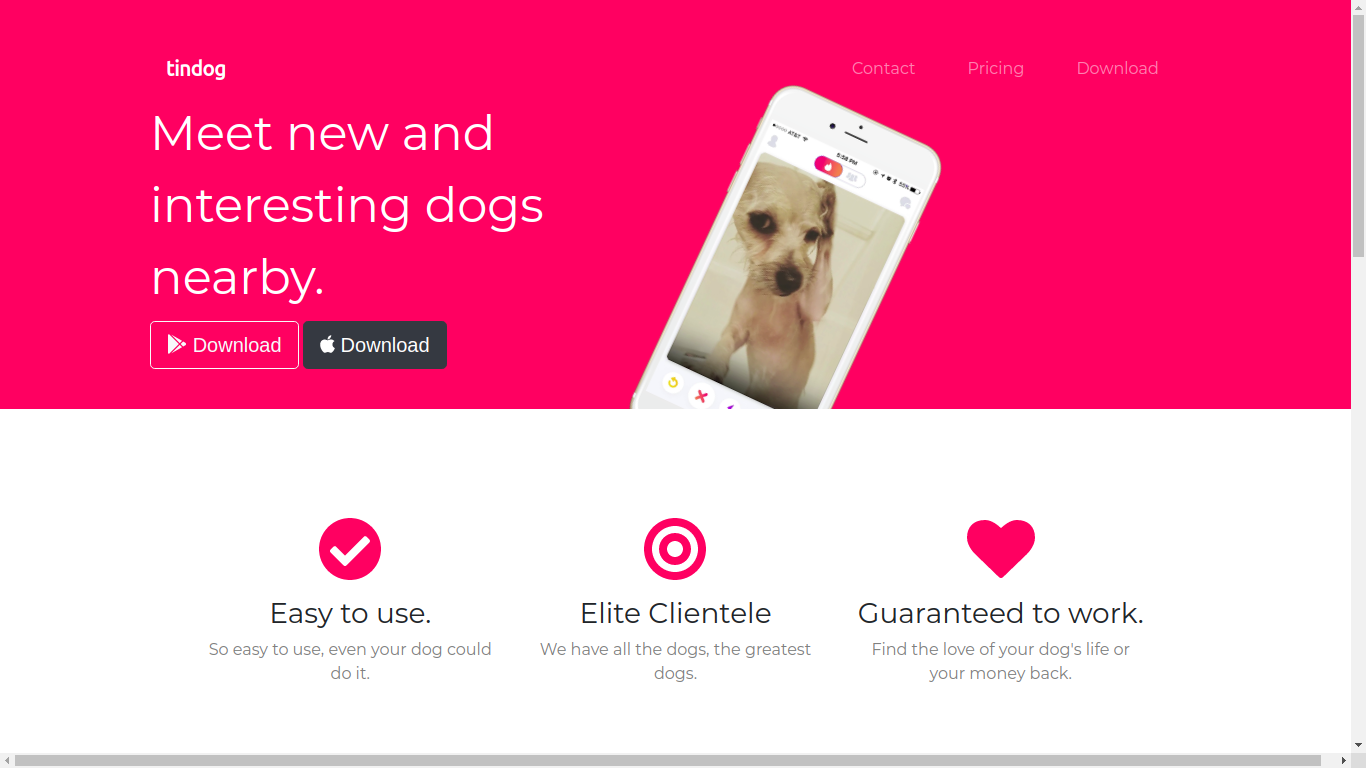 tindog
Contact
Pricing
Download
Meet new and
interesting dogs
nearby.
AT&T
5:58 PM
55%
Download
Download
Easy to use.
Elite Clientele
Guaranteed to work.
So easy to use, even your dog could
do it.
We have all the dogs, the greatest
dogs.
Find the love of your dog's life or
your money back.